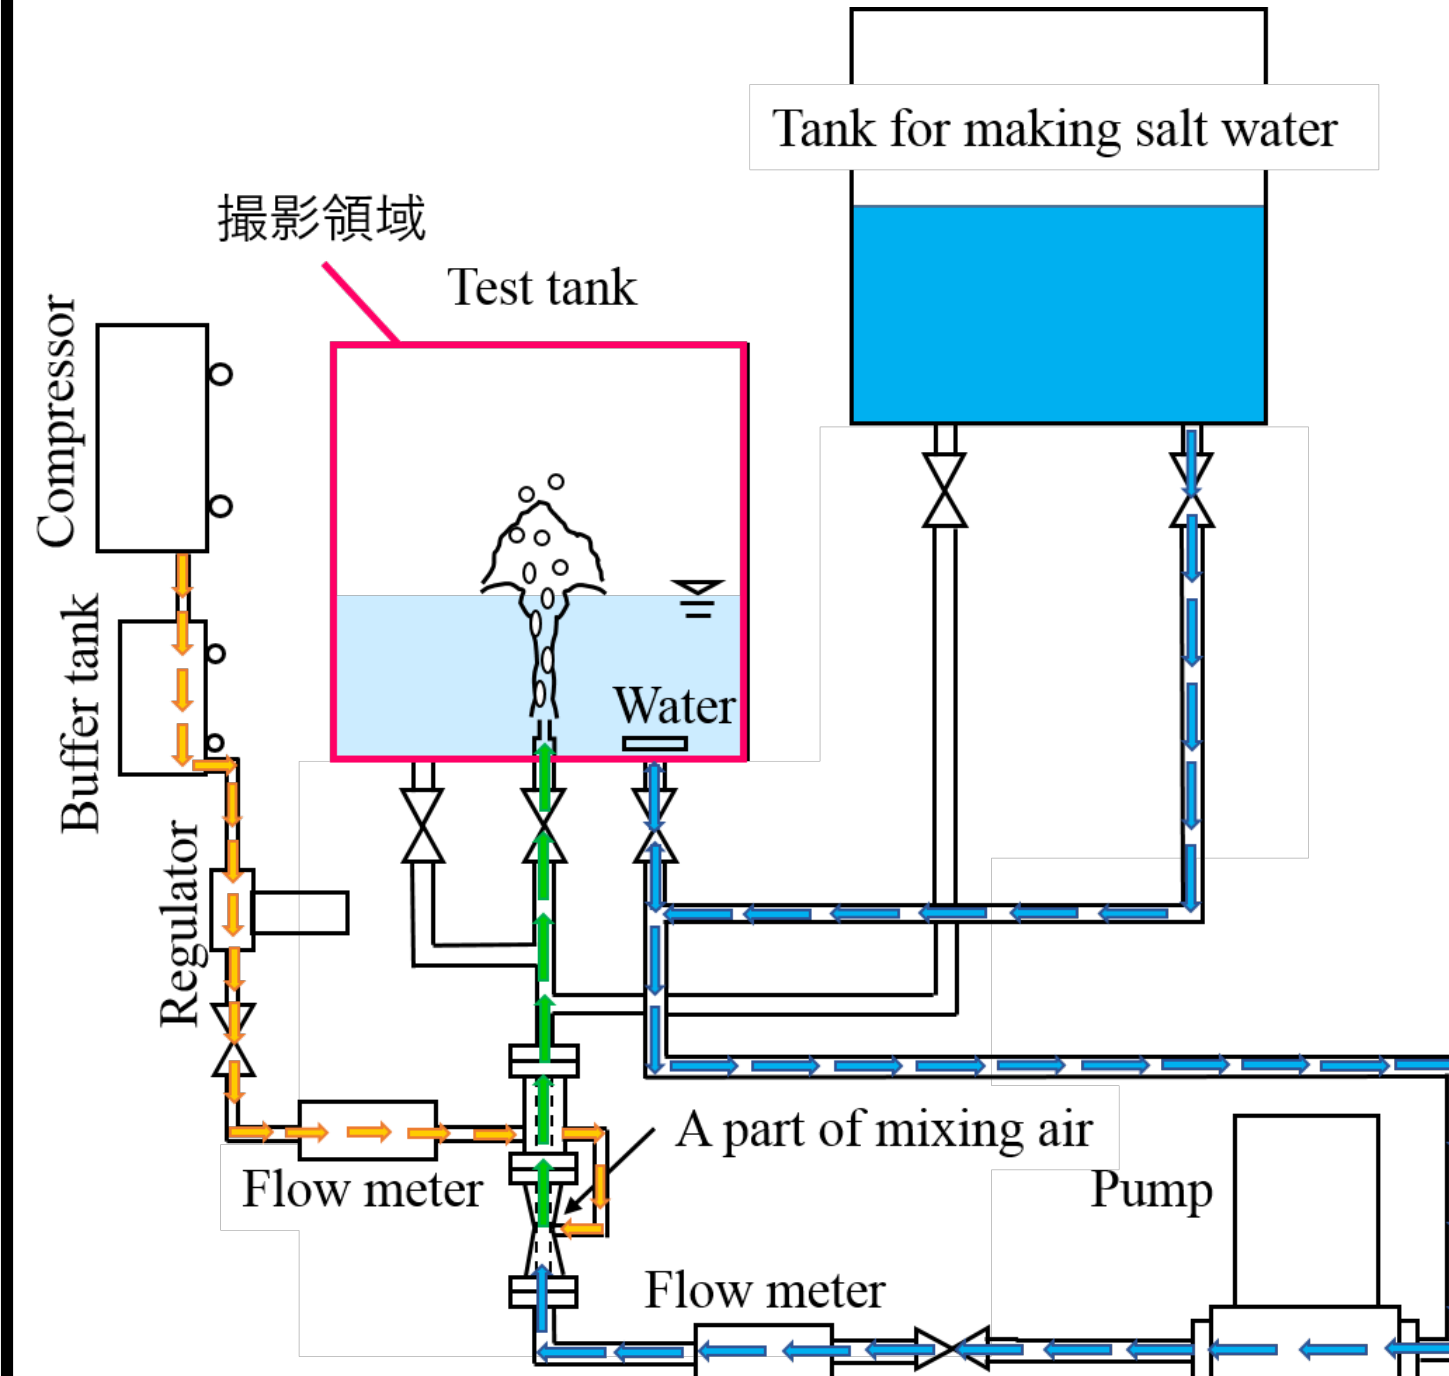 Tank for making salt water
撮影領域
Test tank
Compressor
Buffer tank
Water
Regulator
A part of mixing air
Flow meter
Pump
Flow meter